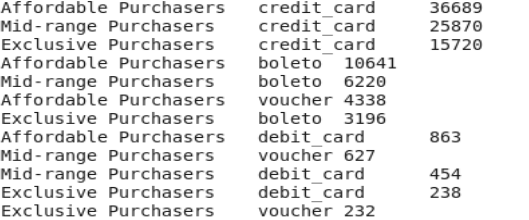 Affordable Purchasers credit_card 36689
Mid-range Purchasers credit_card 25870
Exclusive Purchasers credit_card 15720
Affordable Purchasers boleto 10641
Mid-range Purchasers boleto 6220
Affordable Purchasers voucher 4338
Exclusive Purchasers boleto 3196
Affordable Purchasers debit_card 863
Mid-range Purchasers voucher 627
Mid-range Purchasers debit_card 454
Exclusive Purchasers debit_card 238
Exclusive Purchasers voucher 232